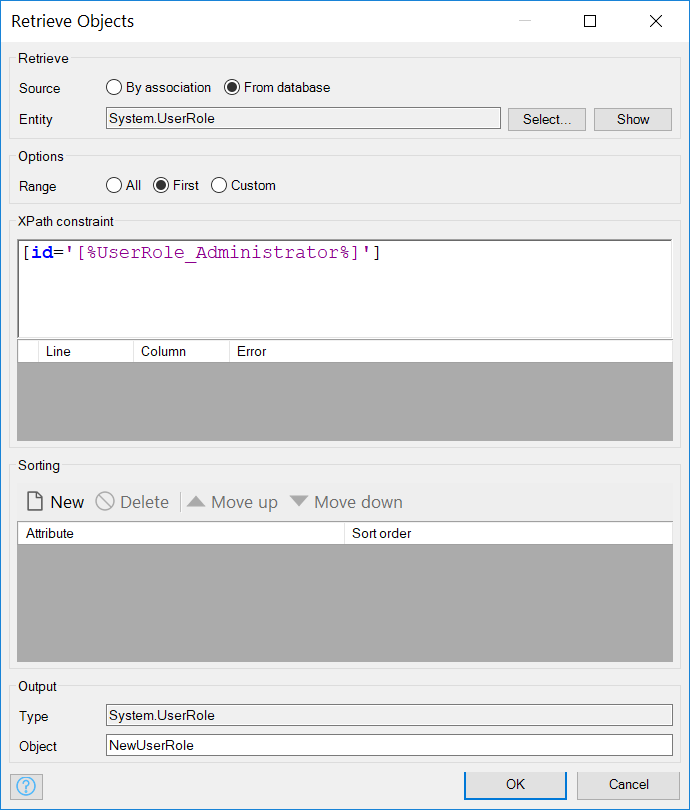 Retrieve Objects
Retrieve
Source By association From database
Entity System.UserRole Select... Show
Options
Range All First Custom
XPath constraint
[id='[%UserRole_Administrator%]']
Line Column Error
Sorting
New Delete Move up Move down
Attribute Sort order
Output
Type System.UserRole
Object NewUserRole
? OK Cancel